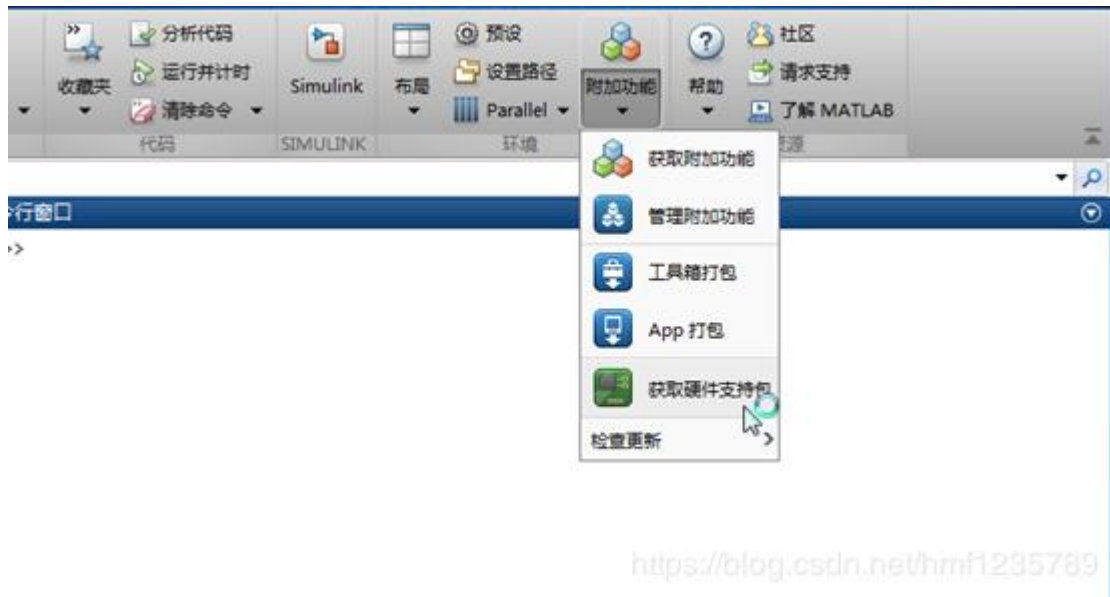 分析代码
运行并计时
清除命令
收藏夹
代码
Simulink
SIMULINK
布局
预设
设置路径
Parallel
环境
附加功能
帮助
社区
请求支持
了解 MATLAB
行窗口
>>
获取附加功能
管理附加功能
工具箱打包
App 打包
获取硬件支持包
检查更新
https://blog.csdn.net/hmf1235789